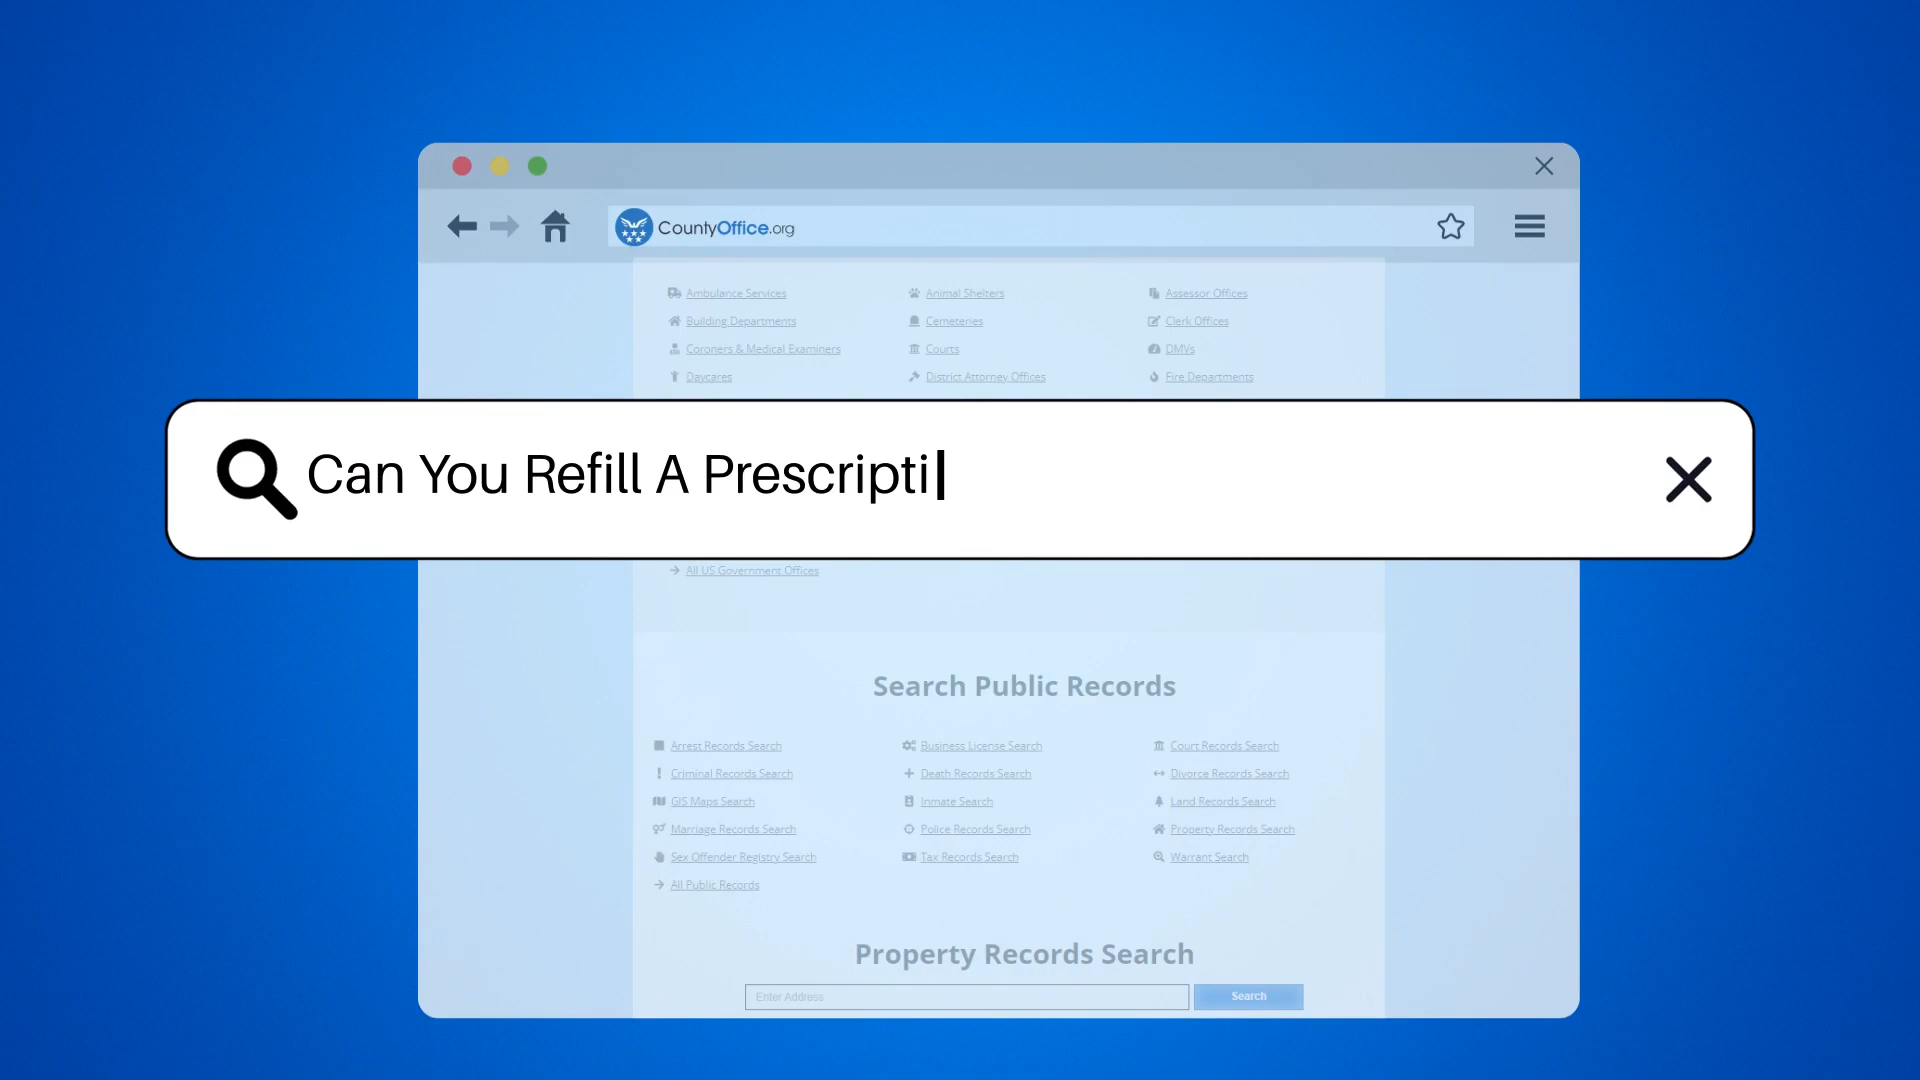 CountyOffice.org
Ambulance Services Animal Shelters Assessor Offices
Building Departments Cemeteries Clerk Offices
Coroners & Medical Examiners Courts DMVs
Daycares District Attorney Offices Fire Departments
Can You Refill A Prescripti
All US Government Offices
Search Public Records
Arrest Records Search Business License Search Court Records Search
Criminal Records Search Death Records Search Divorce Records Search
GIS Maps Search Inmate Search Land Records Search
Marriage Records Search Police Records Search Property Records Search
Sex Offender Registry Search Tax Records Search Warrant Search
All Public Records
Property Records Search
Enter Address Search